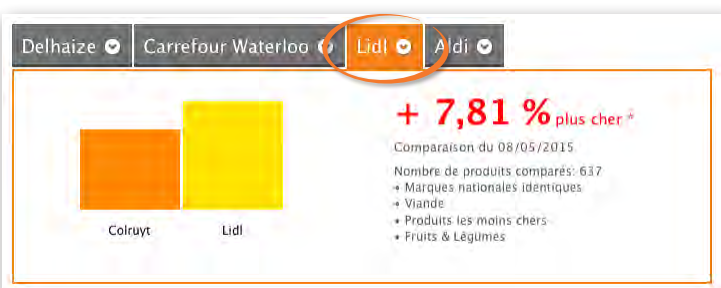 Delhaize Carrefour Waterloo Lidl Aldi
+ 7,81 % plus cher *
Comparaison du 08/05/2015
Nombre de produits comparés: 637
Marques nationales identiques
Viande
Produits les moins chers
Fruits & Légumes
Colruyt Lidl